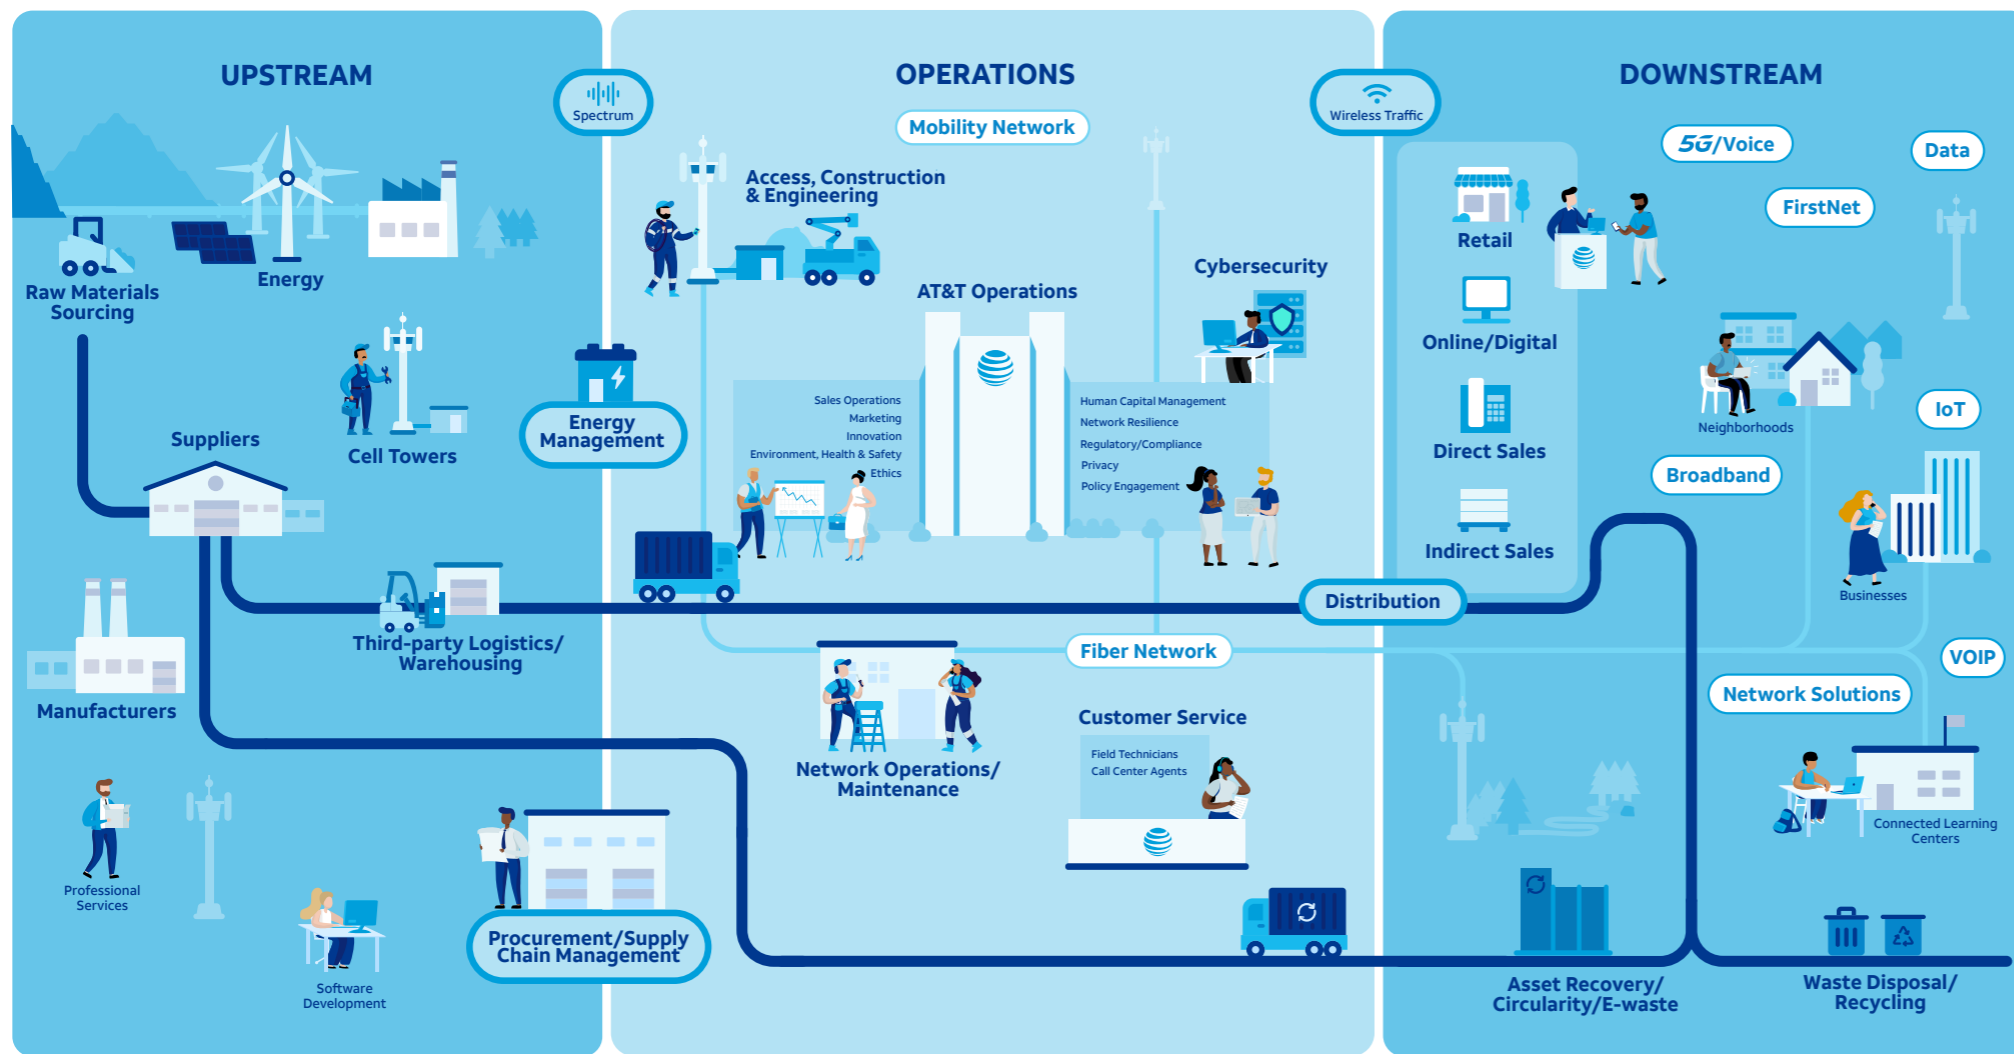 UPSTREAM
Raw Materials
Sourcing
Energy
Suppliers
Cell Towers
Third-party Logistics/
Warehousing
Manufacturers
Professional
Services
Software
Development
Spectrum
Energy
Management
Procurement/Supply
Chain Management
OPERATIONS
Mobility Network
Access, Construction
& Engineering
AT&T Operations
Cybersecurity
Sales Operations
Marketing
Innovation
Environment, Health & Safety
Ethics
Human Capital Management
Network Resilience
Regulatory/Compliance
Privacy
Policy Engagement
Fiber Network
Network Operations/
Maintenance
Customer Service
Field Technicians
Call Center Agents
Wireless Traffic
Distribution
DOWNSTREAM
5G/Voice
Data
FirstNet
Retail
Online/Digital
Direct Sales
Indirect Sales
Neighborhoods
IoT
Broadband
Businesses
VOIP
Network Solutions
Connected Learning
Centers
Asset Recovery/
Circularity/E-waste
Waste Disposal/
Recycling